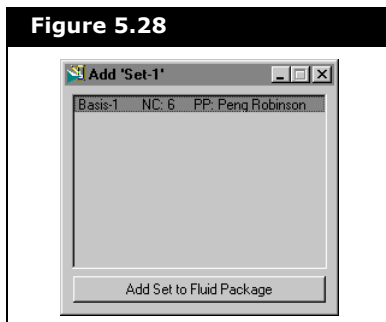 Figure 5.28
Add 'Set-1'
Basis-1 NC: 6 PP: Peng Robinson
Add Set to Fluid Package